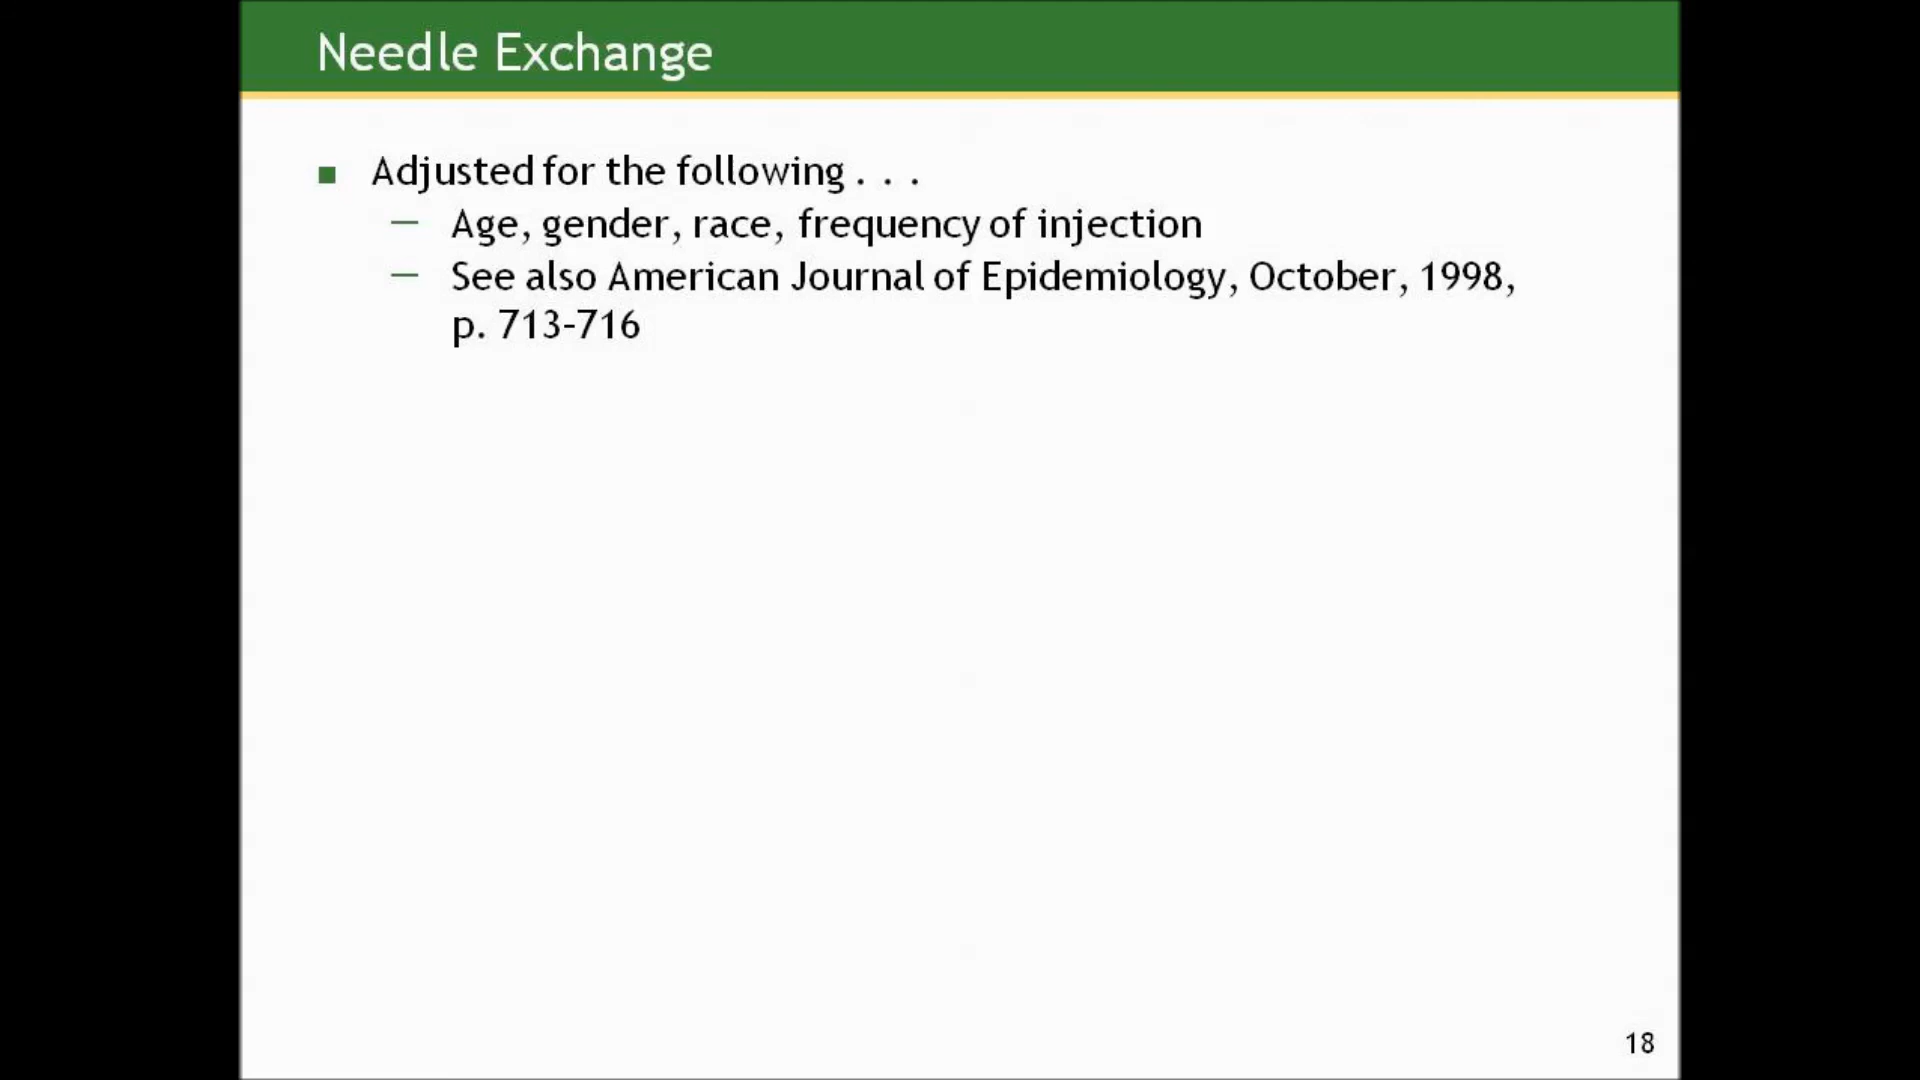 Needle Exchange
Adjusted for the following . . .
— Age, gender, race, frequency of injection
— See also American Journal of Epidemiology, October, 1998,
p. 713-716
18